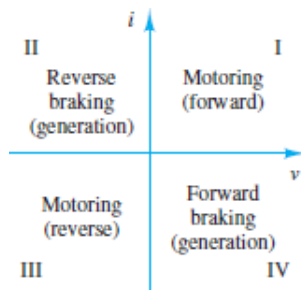 i
II
I
Reverse
braking
(generation)
Motoring
(forward)
v
Motoring
(reverse)
Forward
braking
(generation)
III
IV